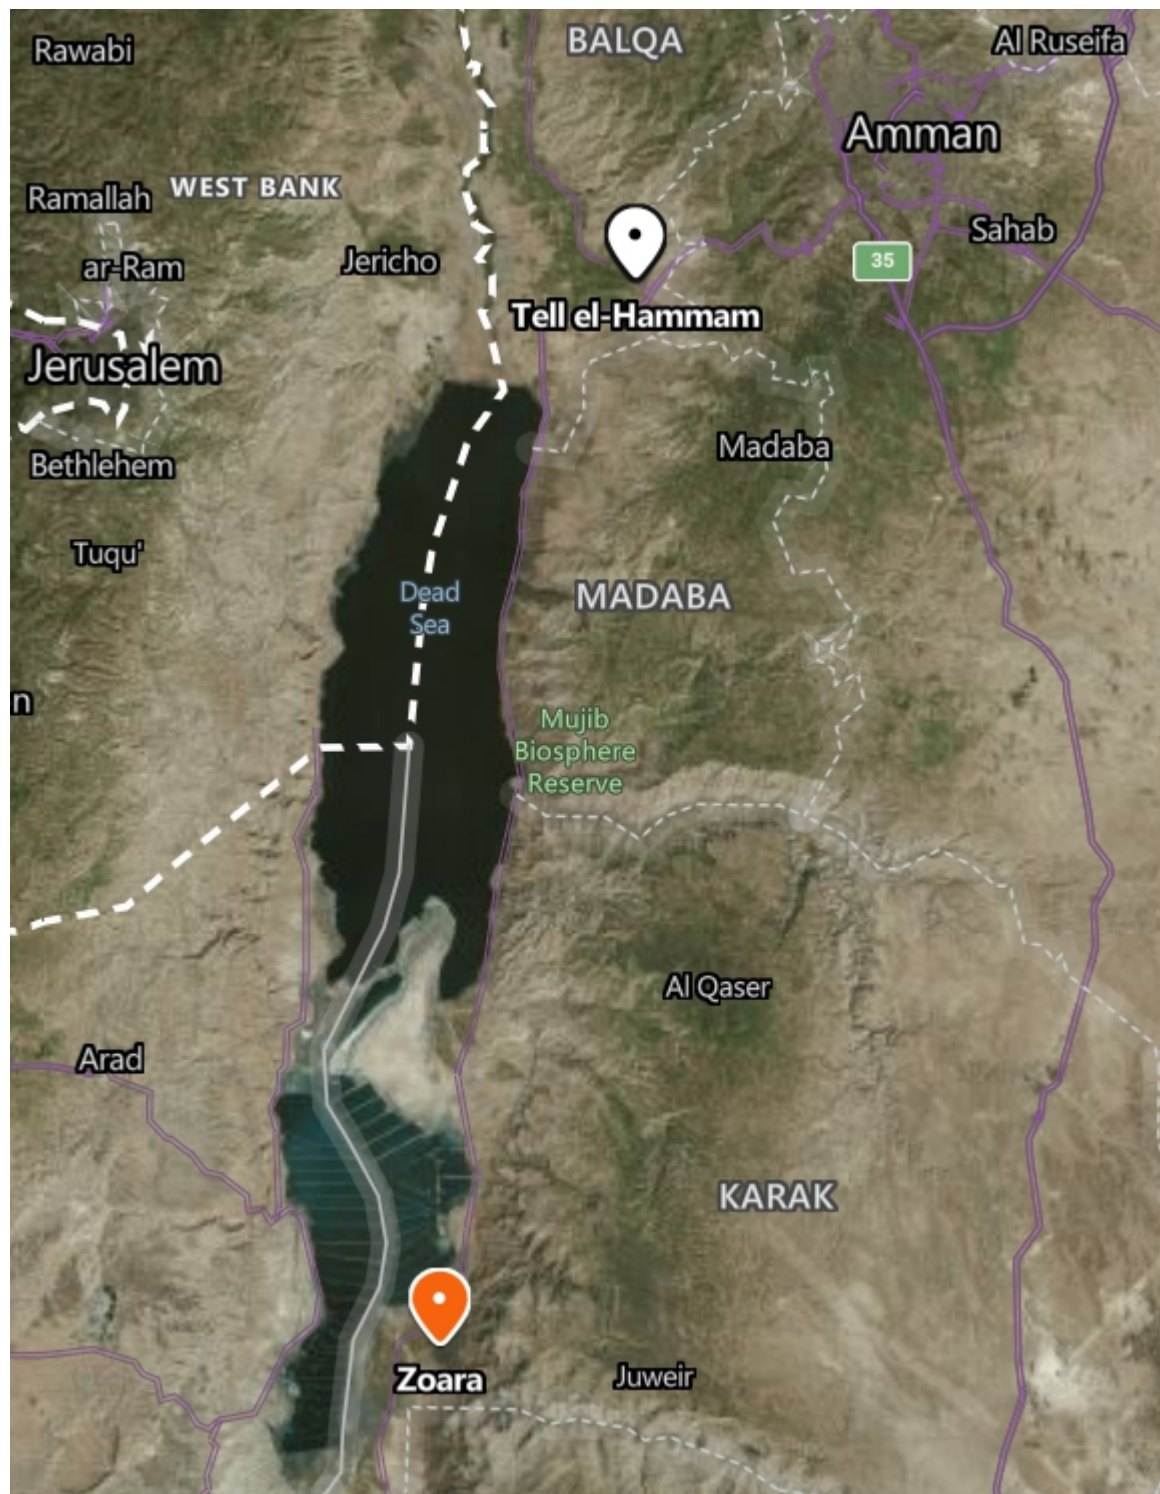 Rawabi
BALQA
Al Ruseifa
Amman
Ramallah
WEST BANK
Sahab
ar-Ram
Jericho
35
Tell el-Hammam
Jerusalem
Madaba
Bethlehem
Tuqu'
Dead
Sea
MADABA
n
Mujib
Biosphere
Reserve
Al Qaser
Arad
KARAK
Zoara
Juweir